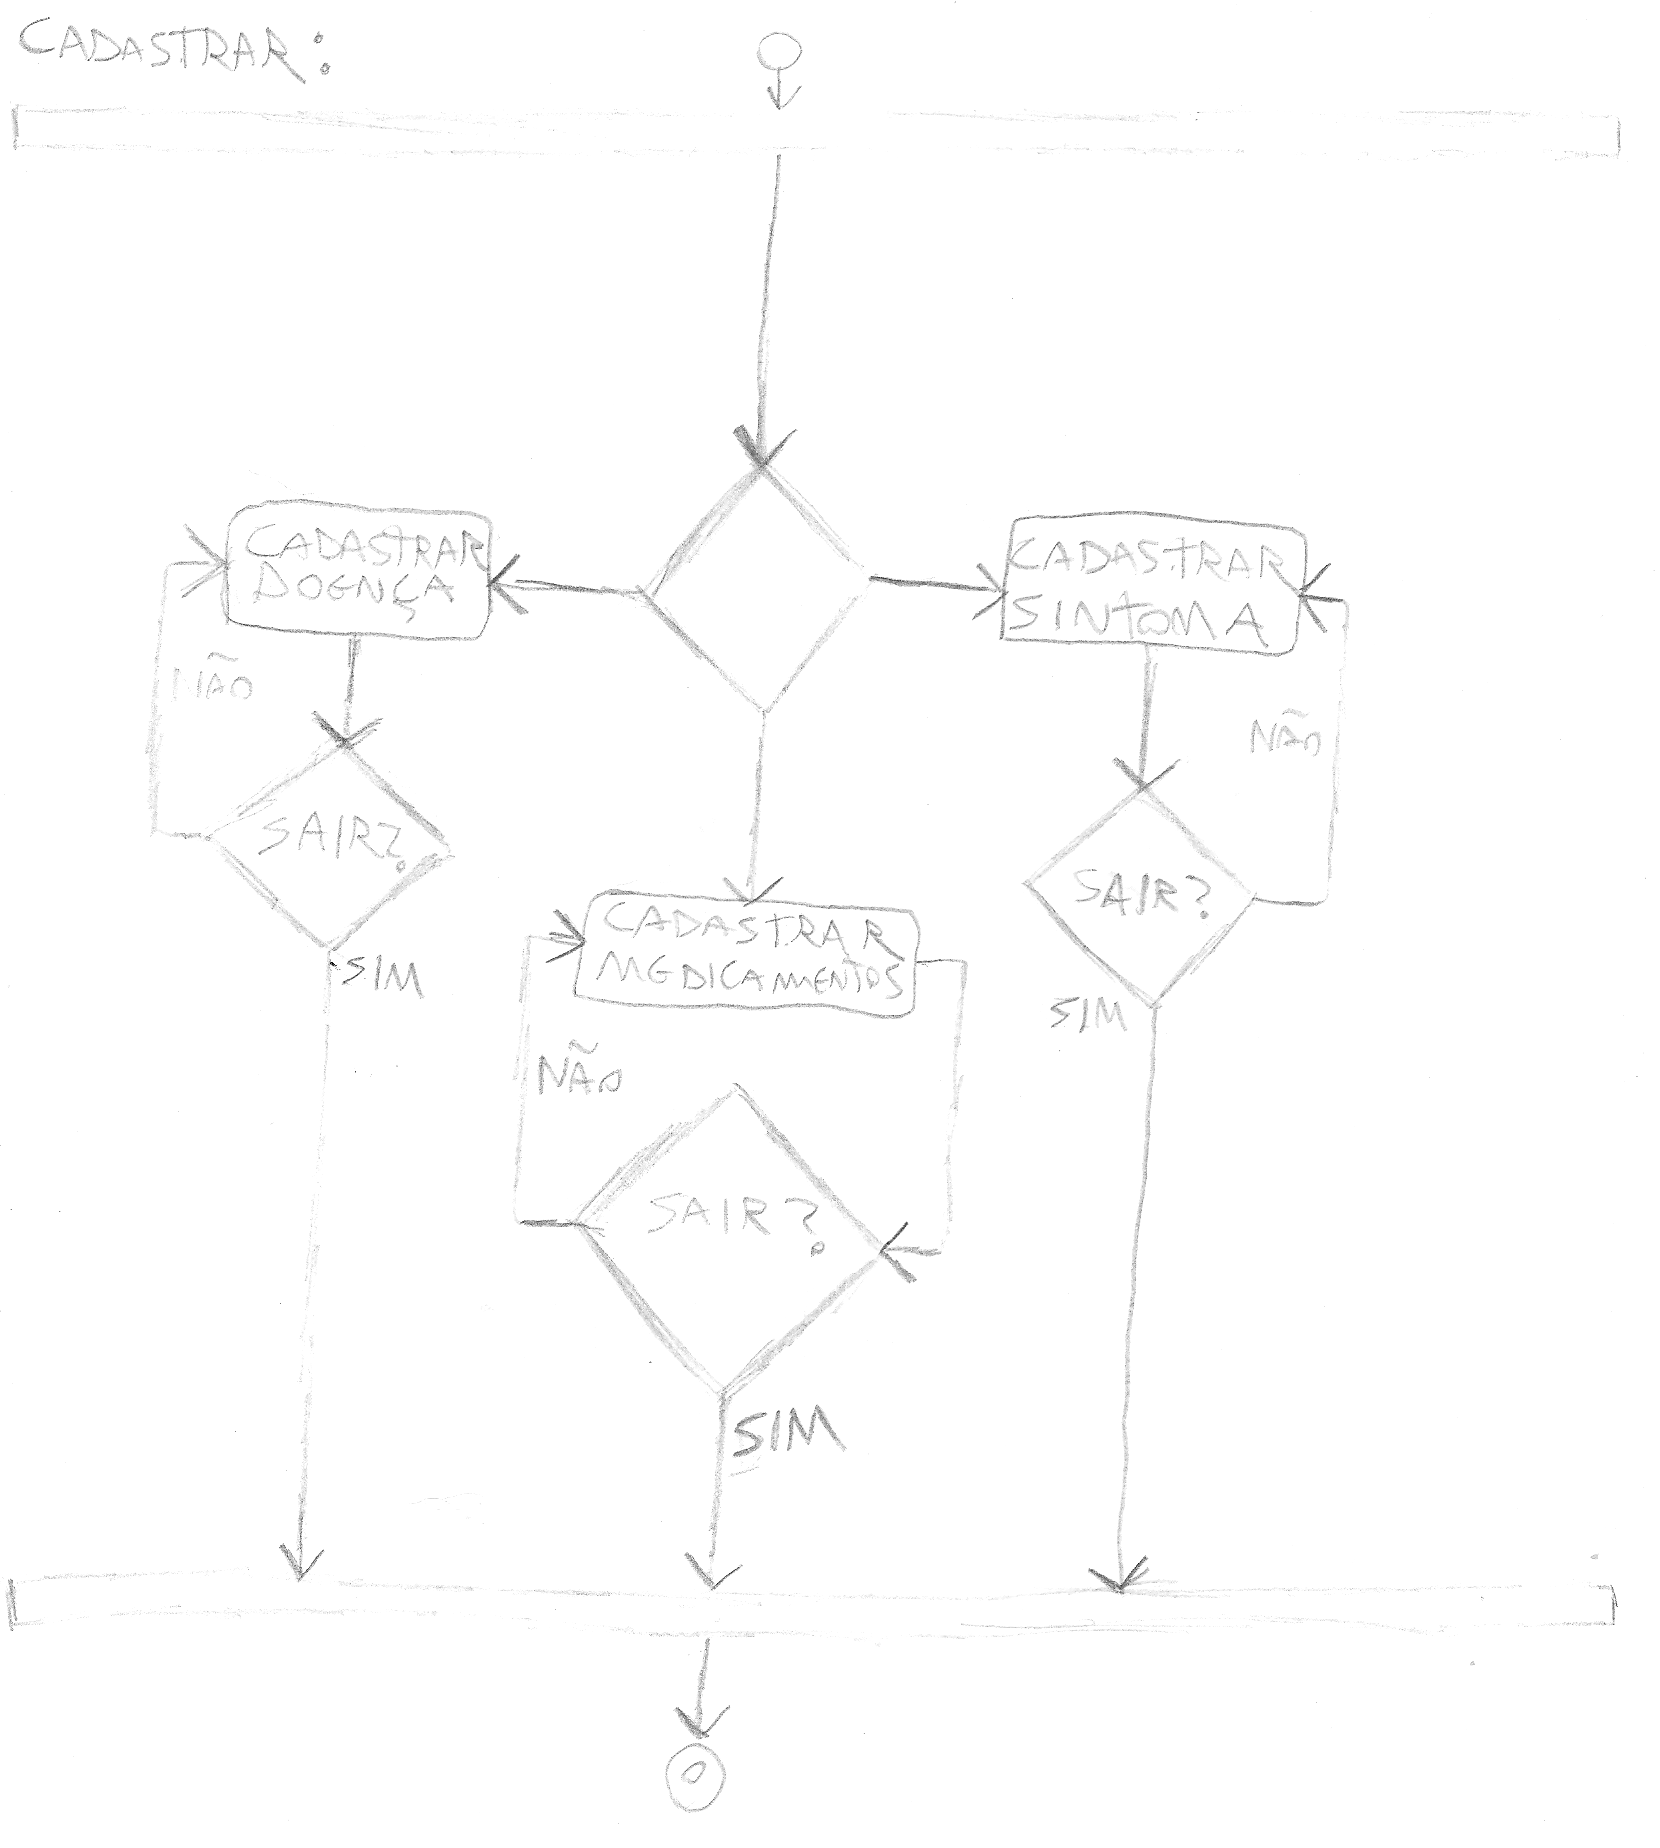 CADASTRAR:
CADASTRAR
DOENÇA
CADASTRAR
SINTOMA
NÃO
NÃO
SAIR?
SAIR?
SIM
CADASTRAR
MEDICAMENTOS
SIM
NÃO
SAIR?
SIM